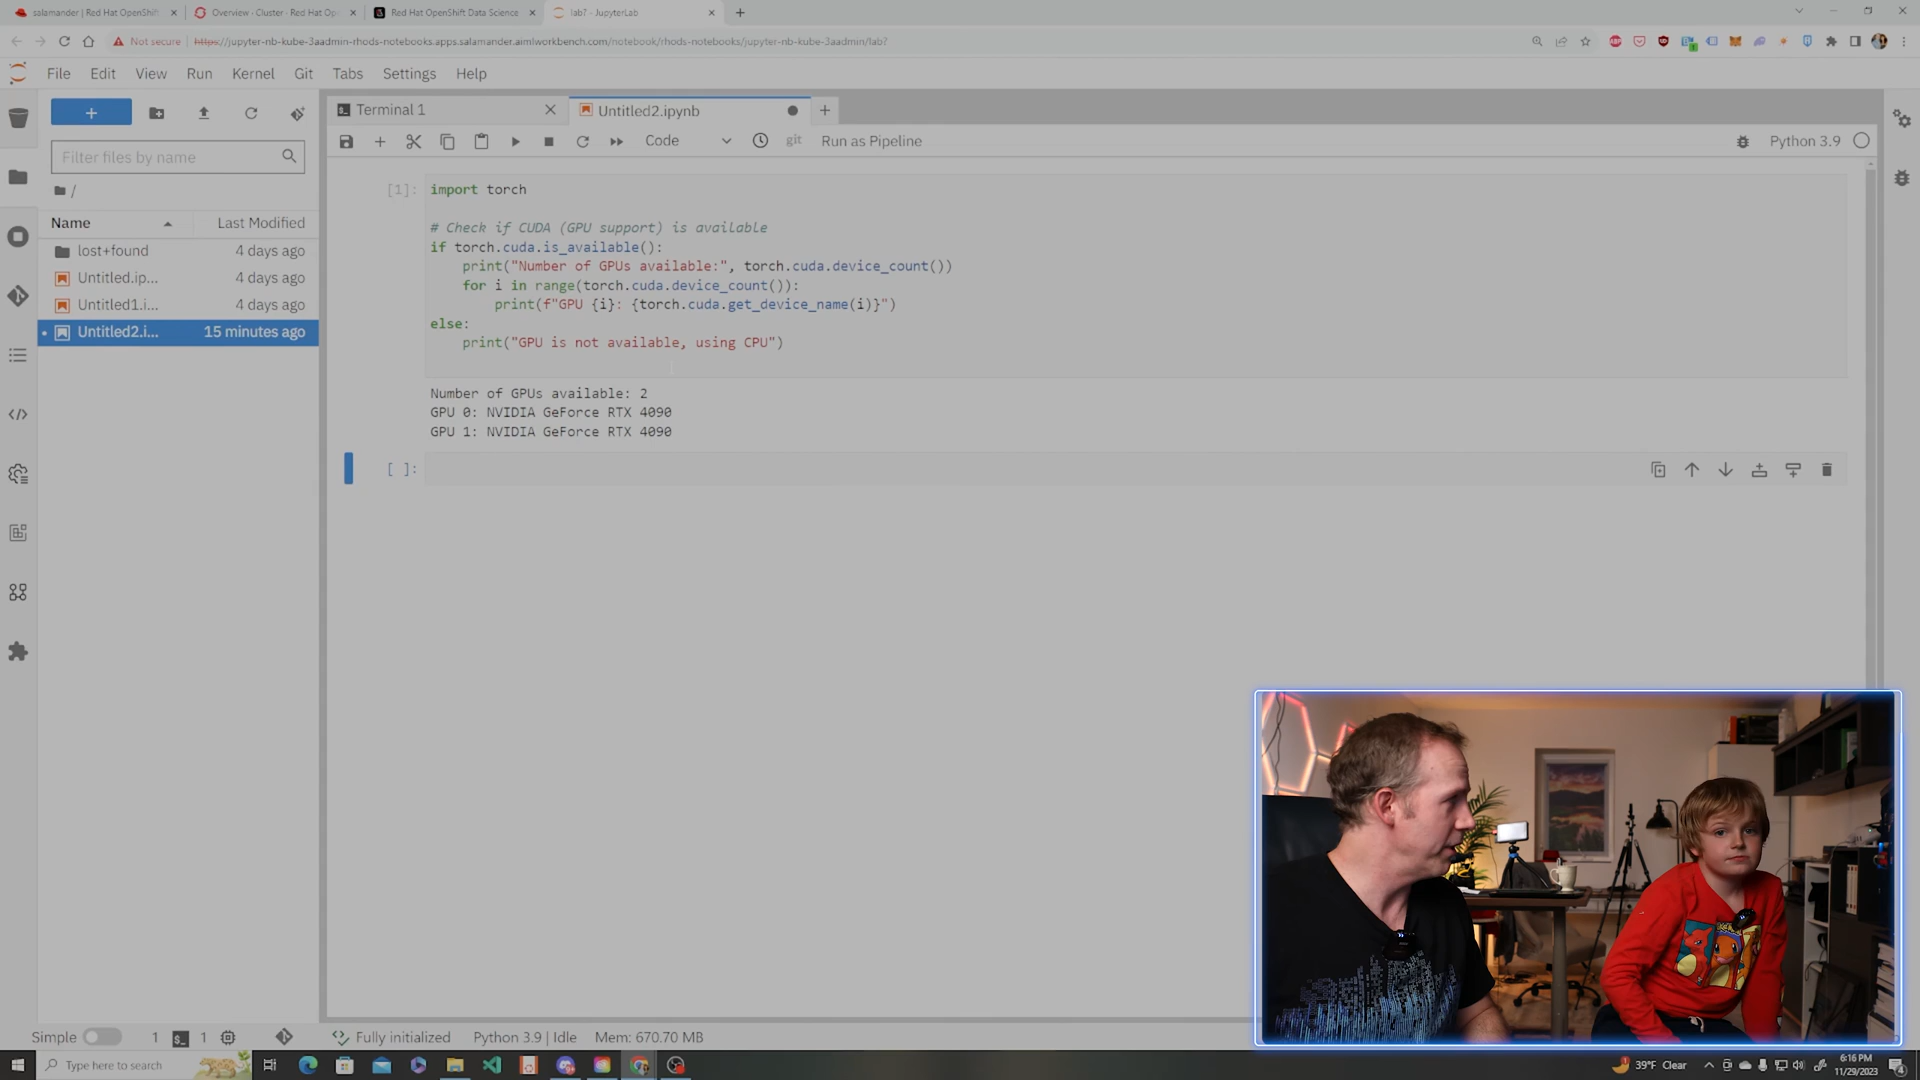 salamander | Red Hat OpenShift
Overview · Cluster · Red Hat Op
Red Hat OpenShift Data Science
lab? - JupyterLab
Not secure
https://jupyter-nb-kube-3aadmin-rhods-notebooks.apps.salamander.aimlworkbench.com/notebook/rhods-notebooks/jupyter-nb-kube-3aadmin/lab?
File Edit View Run Kernel Git Tabs Settings Help
Terminal 1
Untitled2.ipynb
Code
git
Run as Pipeline
Python 3.9
Filter files by name
/
Name Last Modified
lost+found 4 days ago
Untitled.ip... 4 days ago
Untitled1.i... 4 days ago
Untitled2.i... 15 minutes ago
[1]:
import torch
# Check if CUDA (GPU support) is available
if torch.cuda.is_available():
print("Number of GPUs available:", torch.cuda.device_count())
for i in range(torch.cuda.device_count()):
print(f"GPU {i}: {torch.cuda.get_device_name(i)}")
else:
print("GPU is not available, using CPU")
Number of GPUs available: 2
GPU 0: NVIDIA GeForce RTX 4090
GPU 1: NVIDIA GeForce RTX 4090
[ ]:
Simple 1 1 Fully initialized Python 3.9 | Idle Mem: 670.70 MB
Type here to search
39°F Clear
6:16 PM
11/29/2023
4